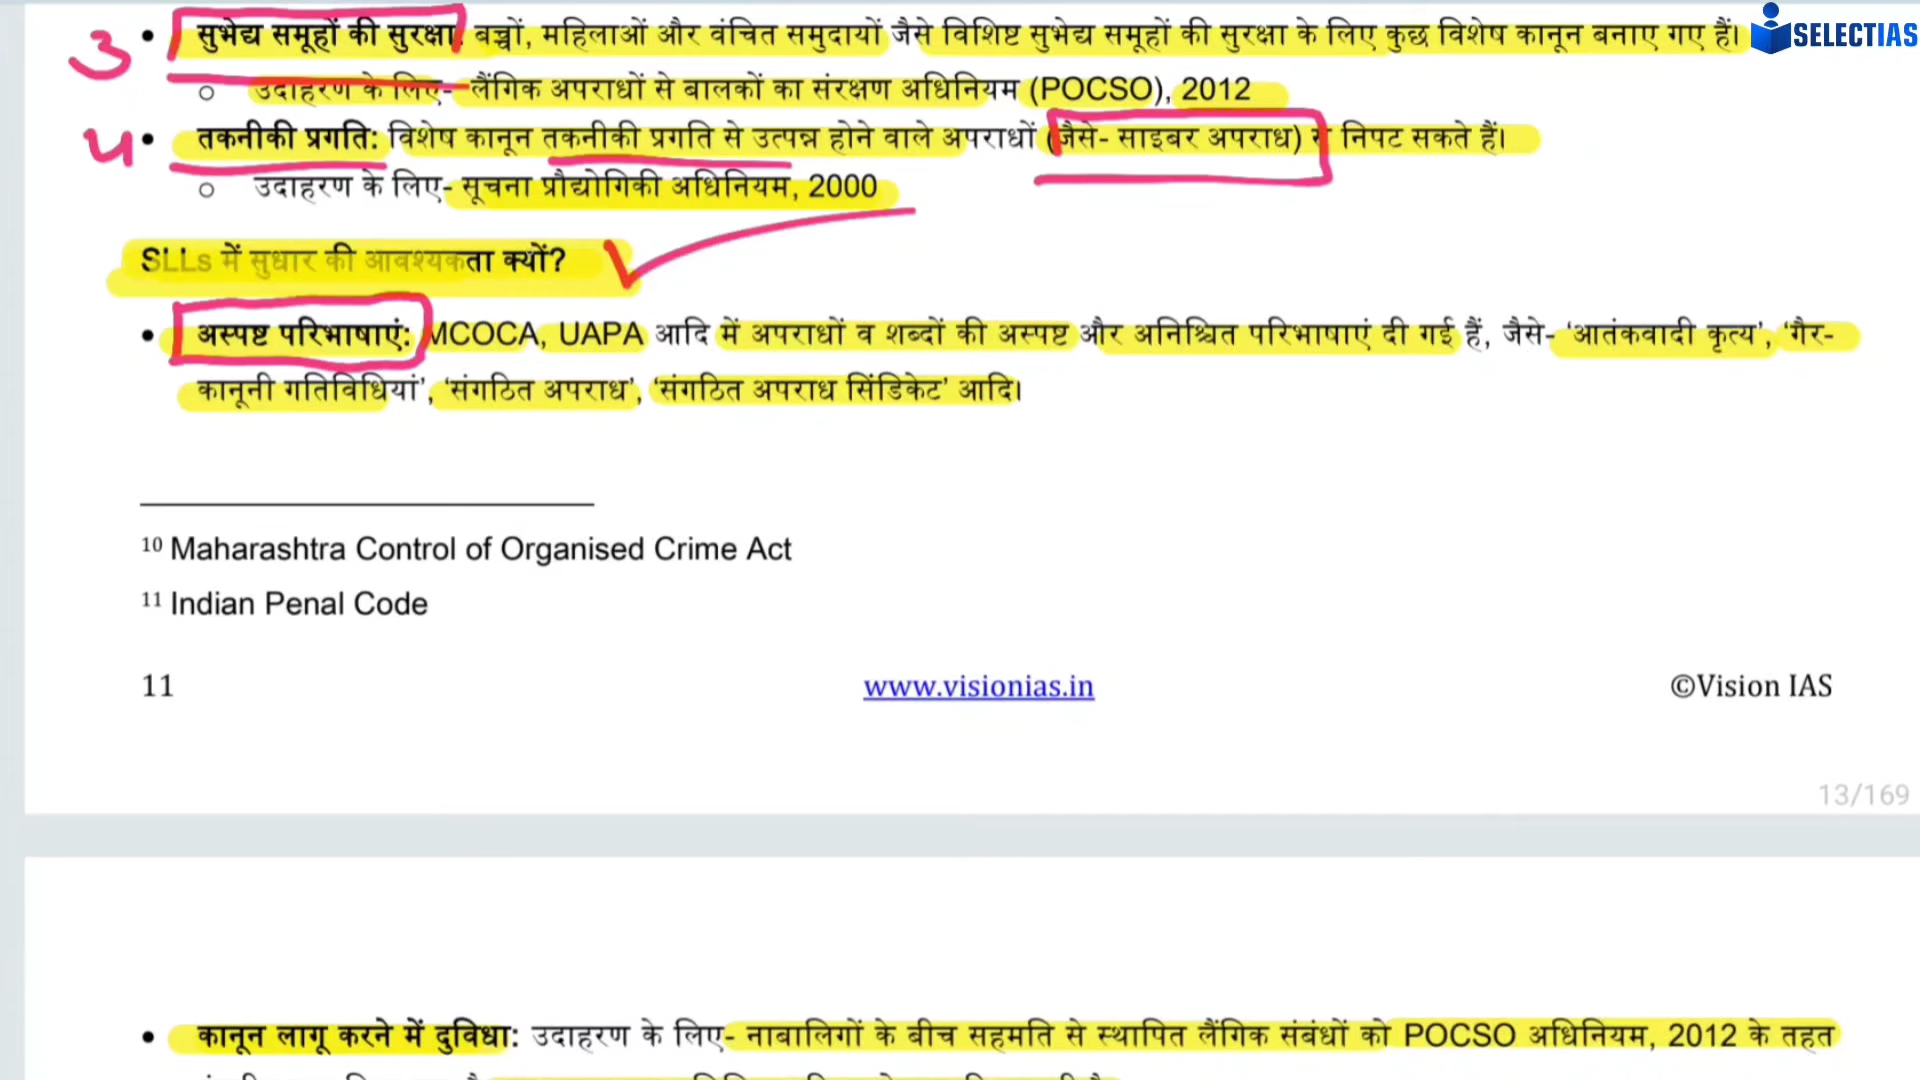 3 • सुभेद्य समूहों की सुरक्षा: बच्चों, महिलाओं और वंचित समुदायों जैसे विशिष्ट सुभेद्य समूहों की सुरक्षा के लिए कुछ विशेष कानून बनाए गए हैं। SELECTIAS
○ उदाहरण के लिए- लैंगिक अपराधों से बालकों का संरक्षण अधिनियम (POCSO), 2012
4 • तकनीकी प्रगति: विशेष कानून तकनीकी प्रगति से उत्पन्न होने वाले अपराधों (जैसे- साइबर अपराध) से निपट सकते हैं।
○ उदाहरण के लिए- सूचना प्रौद्योगिकी अधिनियम, 2000
SLLs में सुधार की आवश्यकता क्यों?
• अस्पष्ट परिभाषाएं: MCOCA, UAPA आदि में अपराधों व शब्दों की अस्पष्ट और अनिश्चित परिभाषाएं दी गई हैं, जैसे- ‘आतंकवादी कृत्य’, ‘गैर-
कानूनी गतिविधियां’, ‘संगठित अपराध’, ‘संगठित अपराध सिंडिकेट’ आदि।
10 Maharashtra Control of Organised Crime Act
11 Indian Penal Code
11 www.visionias.in ©Vision IAS
13/169
• कानून लागू करने में दुविधा: उदाहरण के लिए- नाबालिगों के बीच सहमति से स्थापित लैंगिक संबंधों को POCSO अधिनियम, 2012 के तहत